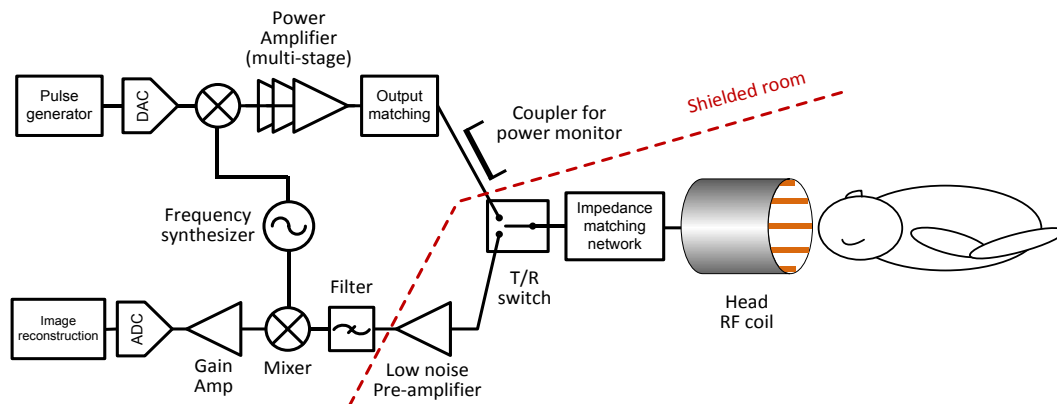 Power
Amplifier
(multi-stage)
Pulse
generator
DAC
Output
matching
Coupler for
power monitor
Shielded room
Frequency
synthesizer
Impedance
matching
network
T/R
switch
Head
RF coil
Filter
Image
reconstruction
ADC
Gain
Amp
Mixer
Low noise
Pre-amplifier